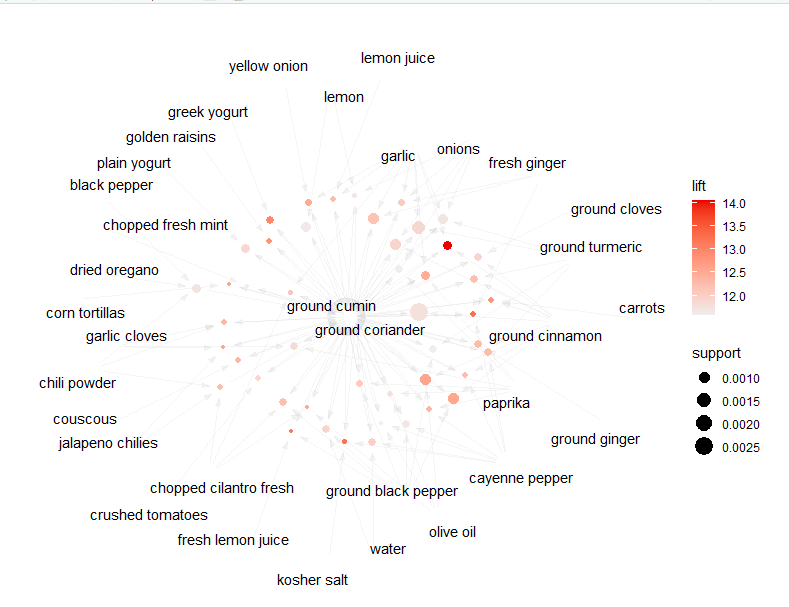 lemon juice
yellow onion
lemon
greek yogurt
golden raisins
garlic
onions
plain yogurt
fresh ginger
black pepper
lift
14.0
ground cloves
chopped fresh mint
13.5
ground turmeric
13.0
dried oregano
12.5
12.0
ground cumin
carrots
corn tortillas
ground coriander
garlic cloves
ground cinnamon
support
chili powder
0.0010
0.0015
paprika
couscous
0.0020
jalapeno chilies
ground ginger
0.0025
cayenne pepper
chopped cilantro fresh
ground black pepper
crushed tomatoes
olive oil
fresh lemon juice
water
kosher salt